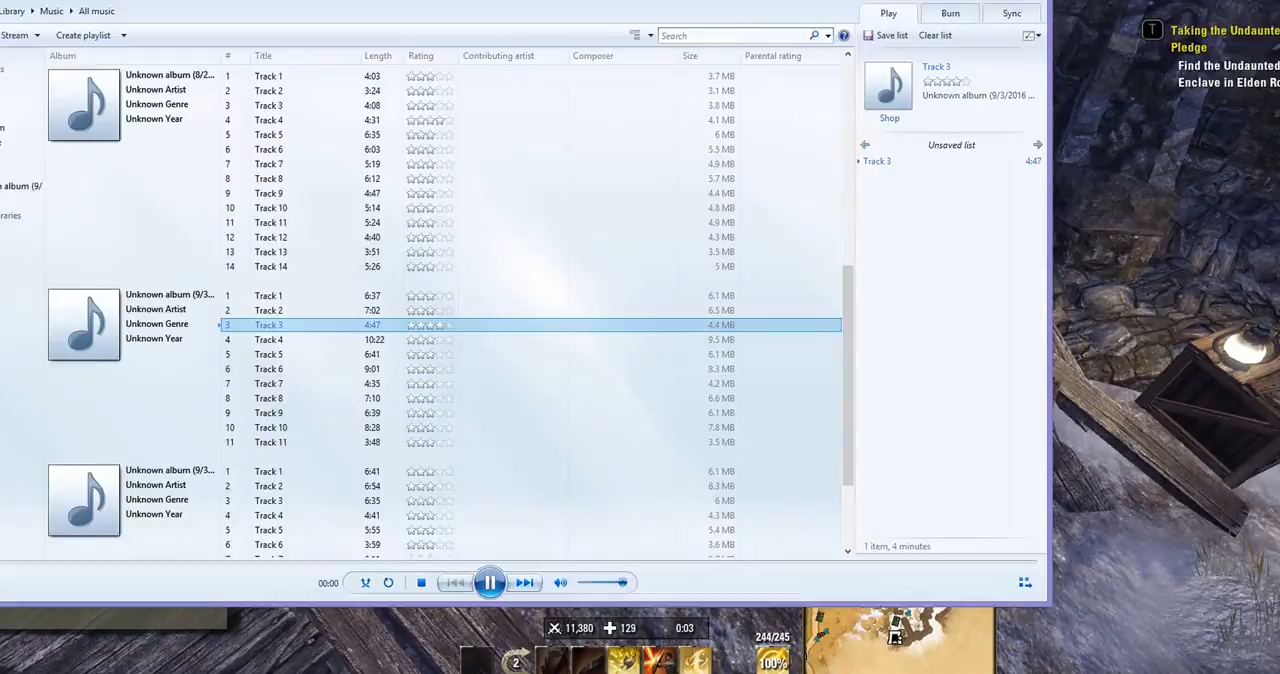 Library ▸ Music ▸ All music
Play Burn Sync
Stream Create playlist Search
Save list Clear list
Album # Title Length Rating Contributing artist Composer Size Parental rating
Unknown album (8/2...
Unknown Artist
Unknown Genre
Unknown Year
1 Track 1 4:03 3.7 MB
2 Track 2 3:24 3.1 MB
3 Track 3 4:08 3.8 MB
4 Track 4 4:31 4.1 MB
5 Track 5 6:35 6 MB
6 Track 6 6:03 5.5 MB
7 Track 7 5:19 4.9 MB
8 Track 8 6:12 5.7 MB
9 Track 9 4:47 4.4 MB
10 Track 10 5:14 4.8 MB
11 Track 11 5:24 4.9 MB
12 Track 12 4:40 4.3 MB
13 Track 13 3:51 3.5 MB
14 Track 14 5:26 5 MB
album (9/
Unknown album (9/3...
Unknown Artist
Unknown Genre
Unknown Year
1 Track 1 6:37 6.1 MB
2 Track 2 7:02 6.5 MB
3 Track 3 4:47 4.4 MB
4 Track 4 10:22 9.5 MB
5 Track 5 6:41 6.1 MB
6 Track 6 9:01 8.3 MB
7 Track 7 4:35 4.2 MB
8 Track 8 7:10 6.6 MB
9 Track 9 6:39 6.1 MB
10 Track 10 8:28 7.8 MB
11 Track 11 3:48 3.5 MB
Unknown album (9/3...
Unknown Artist
Unknown Genre
Unknown Year
1 Track 1 6:41 6.1 MB
2 Track 2 6:54 6.3 MB
3 Track 3 6:35 6 MB
4 Track 4 4:41 4.3 MB
5 Track 5 5:55 5.4 MB
6 Track 6 3:59 3.6 MB
Track 3
Unknown album (9/3/2016 ...
Shop
Unsaved list
Track 3 4:47
1 item, 4 minutes
00:00
T Taking the Undaunte
Pledge
Find the Undaunted
Enclave in Elden Ro
11,380 129 0:03
244/245
2
100%